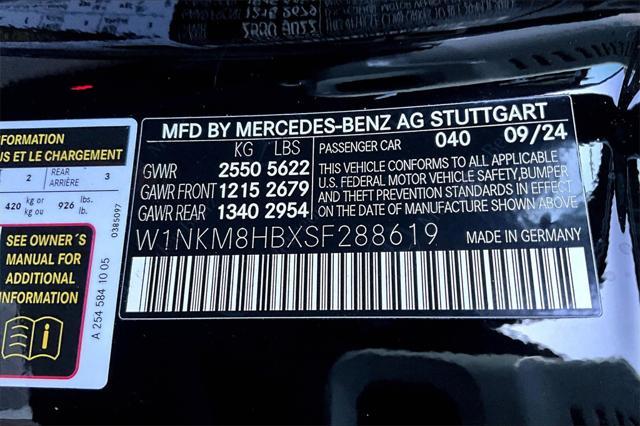 MFD BY MERCEDES-BENZ AG STUTTGART
KG LBS
GVWR 2550 5622
GAWR FRONT 1215 2679
GAWR REAR 1340 2954
PASSENGER CAR 040 09/24
THIS VEHICLE CONFORMS TO ALL APPLICABLE
U.S. FEDERAL MOTOR VEHICLE SAFETY, BUMPER
AND THEFT PREVENTION STANDARDS IN EFFECT
ON THE DATE OF MANUFACTURE SHOWN ABOVE.
W1NKM8HBXSF288619 MADE IN GERMANY
INFORMATION
US ET LE CHARGEMENT
2 REAR ARRIÈRE 3
420 kg or kg ou 926 lbs. lb.
SEE OWNER´S
MANUAL FOR
ADDITIONAL
INFORMATION
0385097
A 254 584 10 05